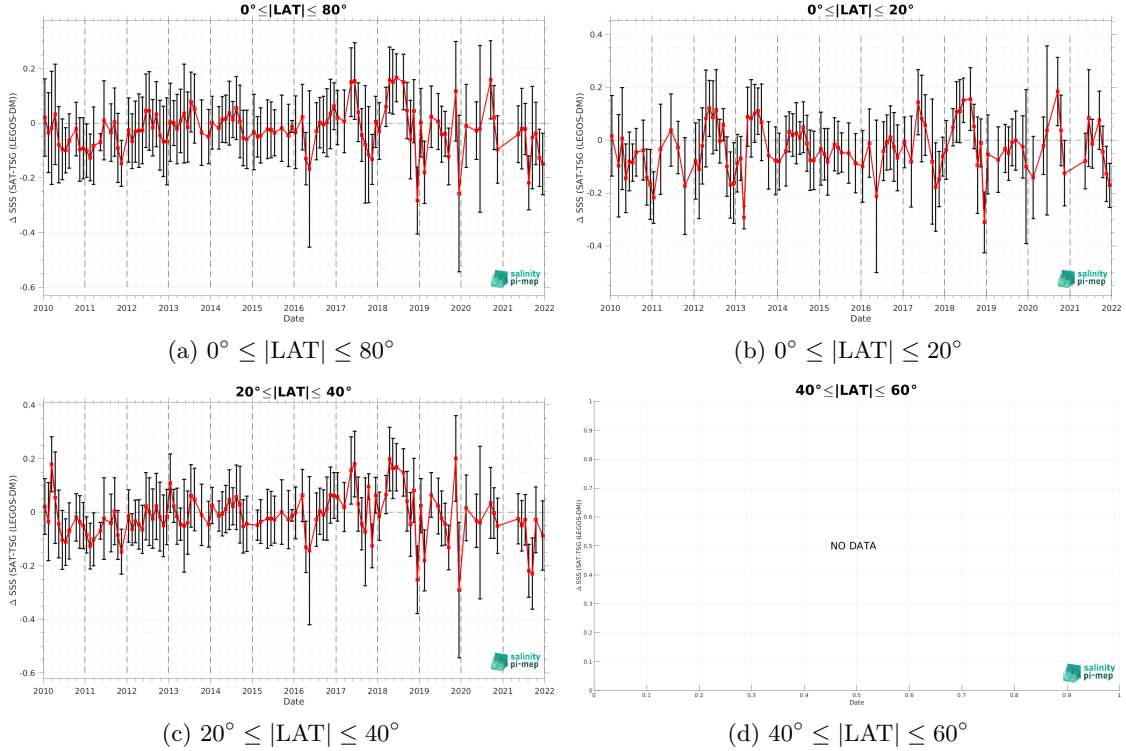 0°≤|LAT|≤ 80°
Δ SSS (SAT-TSG (LEGOS-DM))
0.2
0
-0.2
-0.4
-0.6
2010 2011 2012 2013 2014 2015 2016 2017 2018 2019 2020 2021 2022
Date
salinity
pi-mep
(a) 0° ≤ |LAT| ≤ 80°
0°≤|LAT|≤ 20°
Δ SSS (SAT-TSG (LEGOS-DM))
0.4
0.2
0
-0.2
-0.4
2010 2011 2012 2013 2014 2015 2016 2017 2018 2019 2020 2021 2022
Date
salinity
pi-mep
(b) 0° ≤ |LAT| ≤ 20°
20°≤|LAT|≤ 40°
Δ SSS (SAT-TSG (LEGOS-DM))
0.4
0.2
0
-0.2
-0.4
-0.6
2010 2011 2012 2013 2014 2015 2016 2017 2018 2019 2020 2021 2022
Date
salinity
pi-mep
(c) 20° ≤ |LAT| ≤ 40°
40°≤|LAT|≤ 60°
Δ SSS (SAT-TSG (LEGOS-DM))
1
0.9
0.8
0.7
0.6
0.5
0.4
0.3
0.2
0.1
0
NO DATA
0 0.1 0.2 0.3 0.4 0.5 0.6 0.7 0.8 0.9 1
Date
salinity
pi-mep
(d) 40° ≤ |LAT| ≤ 60°